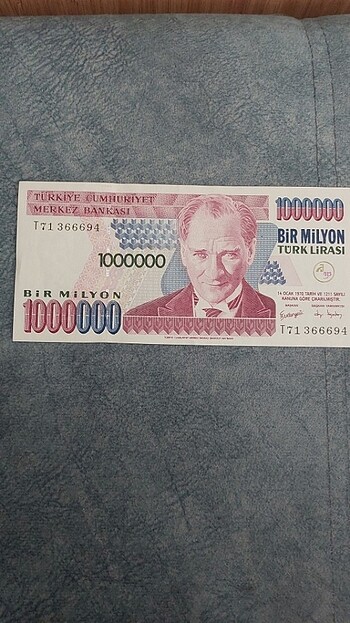 TÜRKİYE CUMHURİYET
MERKEZ BANKASI
1000000
T71 366694
BİR MİLYON
TÜRK LİRASI
1000000
14 OCAK 1970 TARİH VE 1211 SAYILI
KANUNA GÖRE ÇIKARILMIŞTIR.
BİR MİLYON
1000000
T71 366694